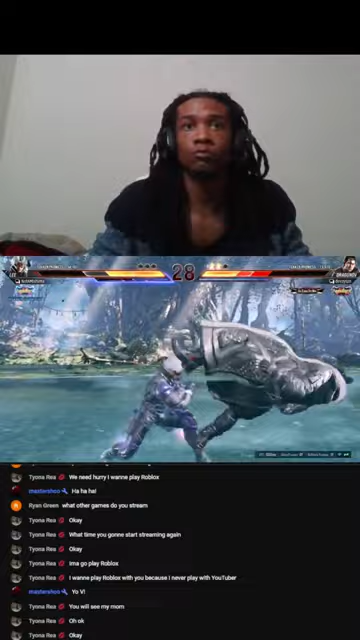 LEE
28
DRAGUNOV
Tyona Rea We need hurry I wanne play Roblox
mastershoo Ha ha ha!
Ryan Green what other games do you stream
Tyona Rea Okay
Tyona Rea What time you gonne start streaming again
Tyona Rea Okay
Tyona Rea Ima go play Roblox
Tyona Rea I wanne play Roblox with you because I never play with YouTuber
mastershoo Yo V!
Tyona Rea You will see my mom
Tyona Rea Oh ok
Tyona Rea Okay